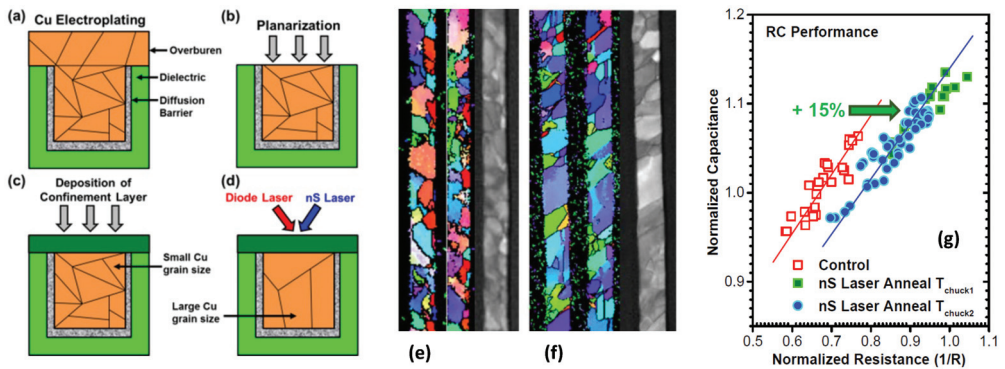 (a) Cu Electroplating
Overburen
Dielectric
Diffusion
Barrier
(b) Planarization
(c) Deposition of
Confinement Layer
Small Cu
grain size
(d)
Diode Laser
nS Laser
Large Cu
grain size
(e)
(f)
RC Performance
+ 15%
(g)
Control
nS Laser Anneal Tchuck1
nS Laser Anneal Tchuck2
Normalized Capacitance
1.2
1.1
1.0
0.9
0.5 0.6 0.7 0.8 0.9 1.0 1.1
Normalized Resistance (1/R)